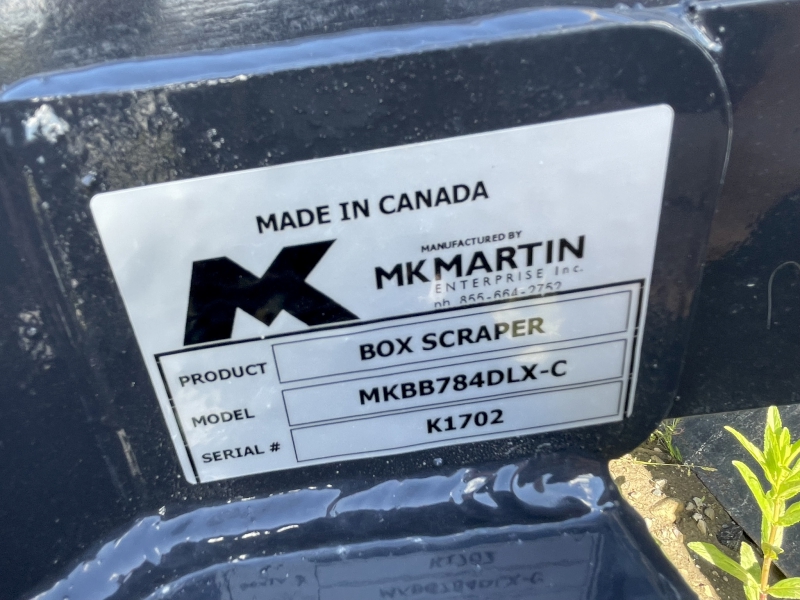 MADE IN CANADA
MK
MANUFACTURED BY
MKMARTIN
ENTERPRISE Inc.
ph. 855-664-2752
PRODUCT BOX SCRAPER
MODEL MKBB784DLX-C
SERIAL # K1702